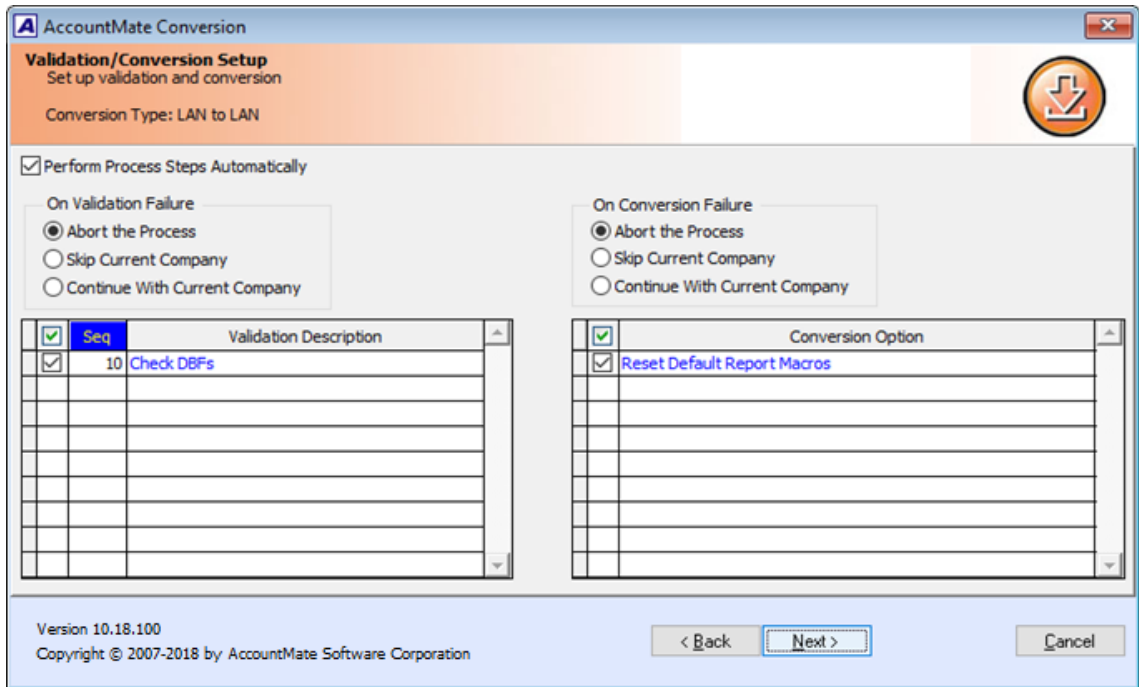 AccountMate Conversion
Validation/Conversion Setup
Set up validation and conversion
Conversion Type: LAN to LAN
Perform Process Steps Automatically
On Validation Failure
Abort the Process
Skip Current Company
Continue With Current Company
On Conversion Failure
Abort the Process
Skip Current Company
Continue With Current Company
Seq Validation Description
10 Check DBFs
Conversion Option
Reset Default Report Macros
Version 10.18.100
Copyright © 2007-2018 by AccountMate Software Corporation
< Back
Next >
Cancel